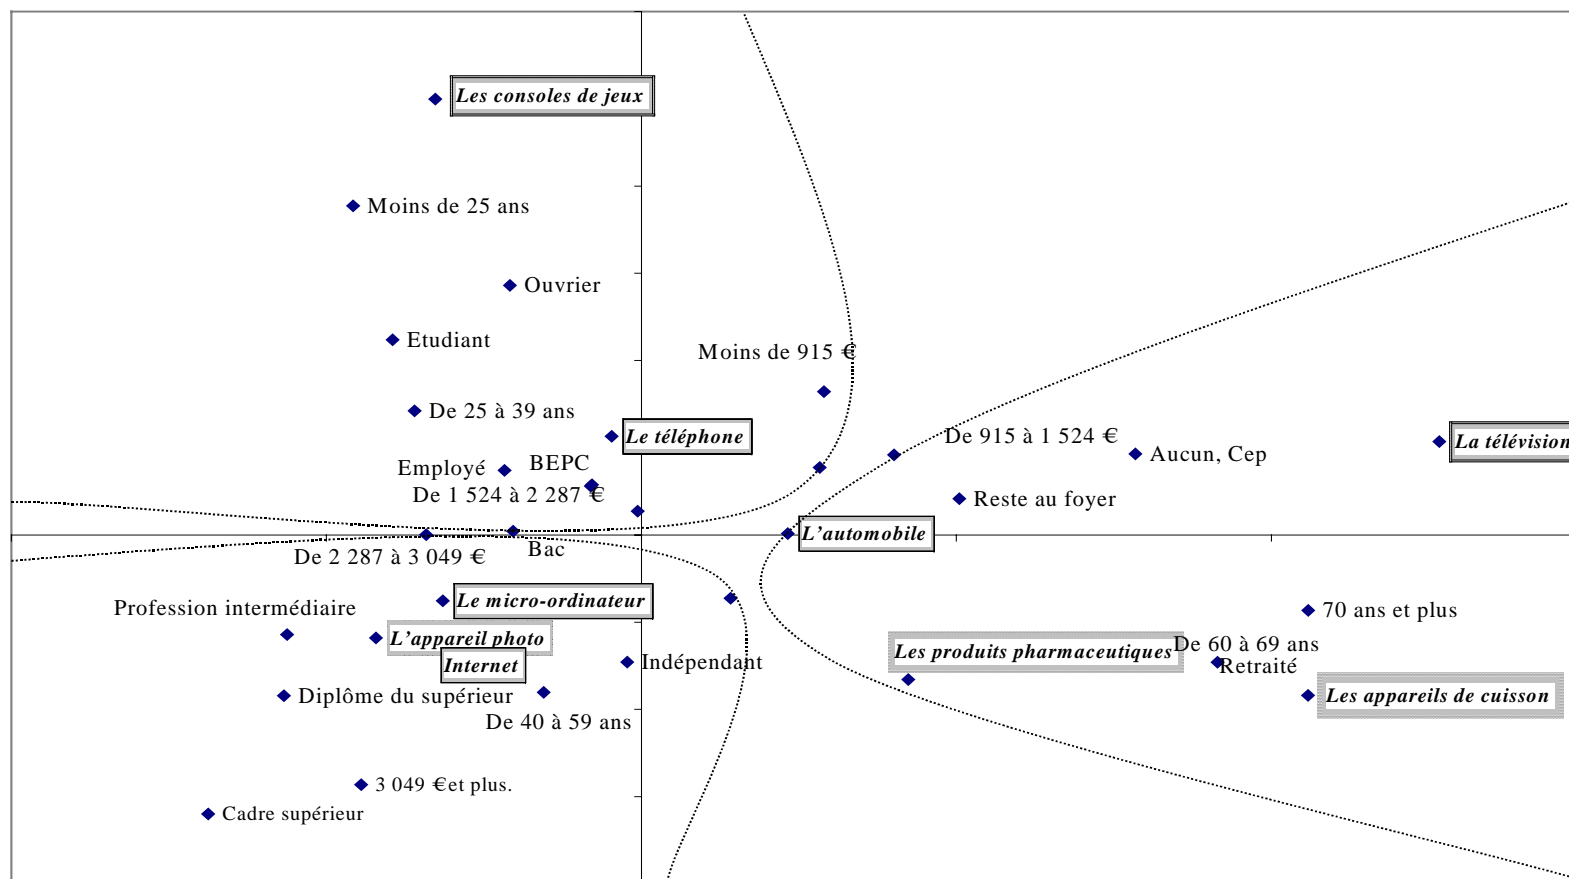 Les consoles de jeux
Moins de 25 ans
Ouvrier
Etudiant
Moins de 915 €
De 25 à 39 ans
Le téléphone
De 915 à 1 524 €
La télévision
Aucun, Cep
Employé
BEPC
De 1 524 à 2 287 €
Reste au foyer
L'automobile
Bac
De 2 287 à 3 049 €
Le micro-ordinateur
Profession intermédiaire
70 ans et plus
L'appareil photo
De 60 à 69 ans
Les produits pharmaceutiques
Internet
Indépendant
Retraité
Diplôme du supérieur
Les appareils de cuisson
De 40 à 59 ans
3 049 €et plus.
Cadre supérieur